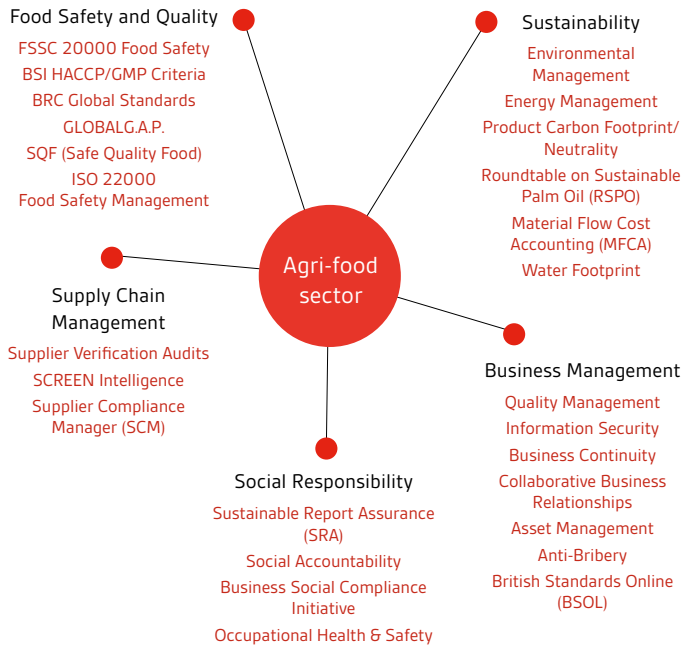 Food Safety and Quality
FSSC 20000 Food Safety
BSI HACCP/GMP Criteria
BRC Global Standards
GLOBALG.A.P.
SQF (Safe Quality Food)
ISO 22000
Food Safety Management
Sustainability
Environmental
Management
Energy Management
Product Carbon Footprint/
Neutrality
Roundtable on Sustainable
Palm Oil (RSPO)
Material Flow Cost
Accounting (MFCA)
Water Footprint
Agri-food
sector
Supply Chain
Management
Supplier Verification Audits
SCREEN Intelligence
Supplier Compliance
Manager (SCM)
Business Management
Quality Management
Information Security
Business Continuity
Collaborative Business
Relationships
Asset Management
Anti-Bribery
British Standards Online
(BSOL)
Social Responsibility
Sustainable Report Assurance
(SRA)
Social Accountability
Business Social Compliance
Initiative
Occupational Health & Safety